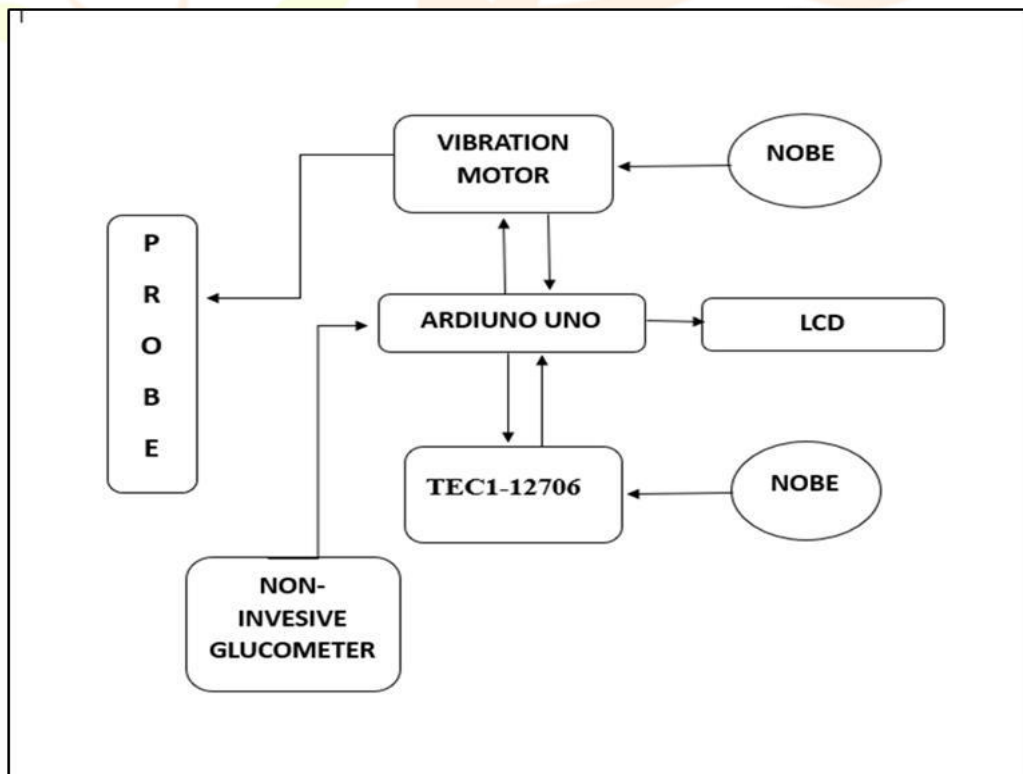 VIBRATION
MOTOR
NOBE
P
R
O
B
E
ARDIUNO UNO
LCD
TEC1-12706
NOBE
NON-
INVESIVE
GLUCOMETER